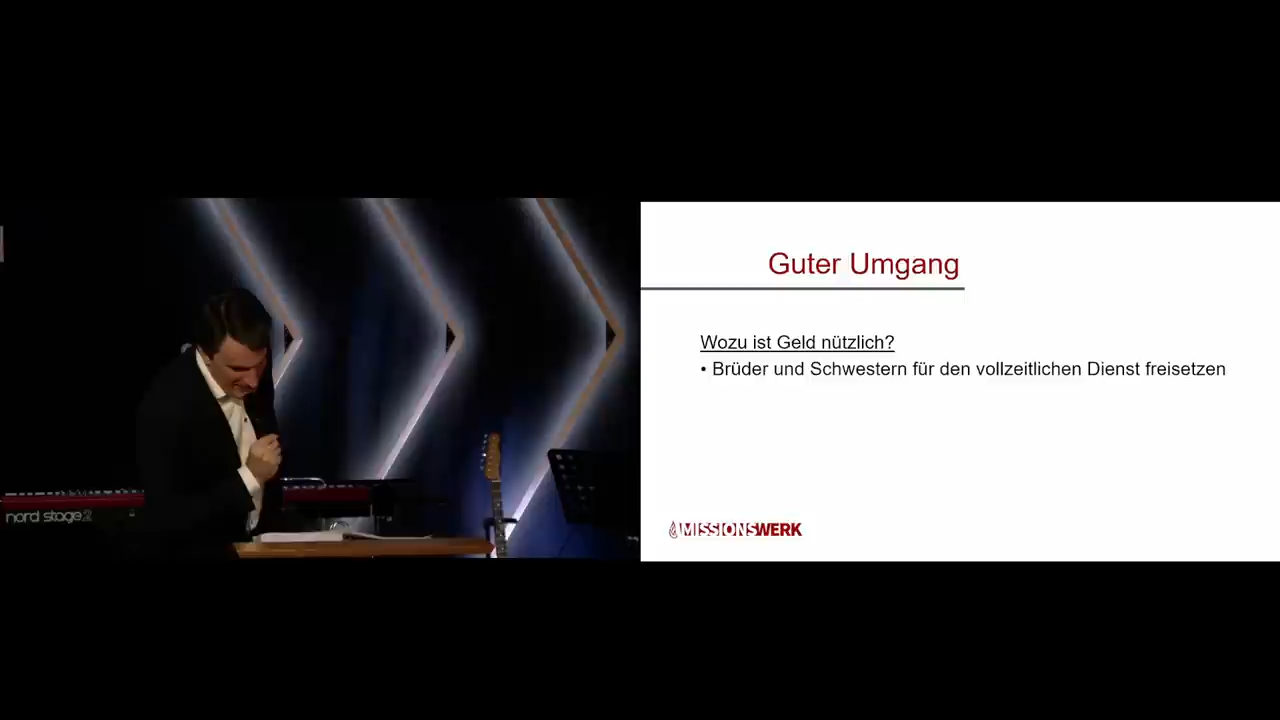 nord stage 2
Guter Umgang
Wozu ist Geld nützlich?
• Brüder und Schwestern für den vollzeitlichen Dienst freisetzen
MISSIONSWERK